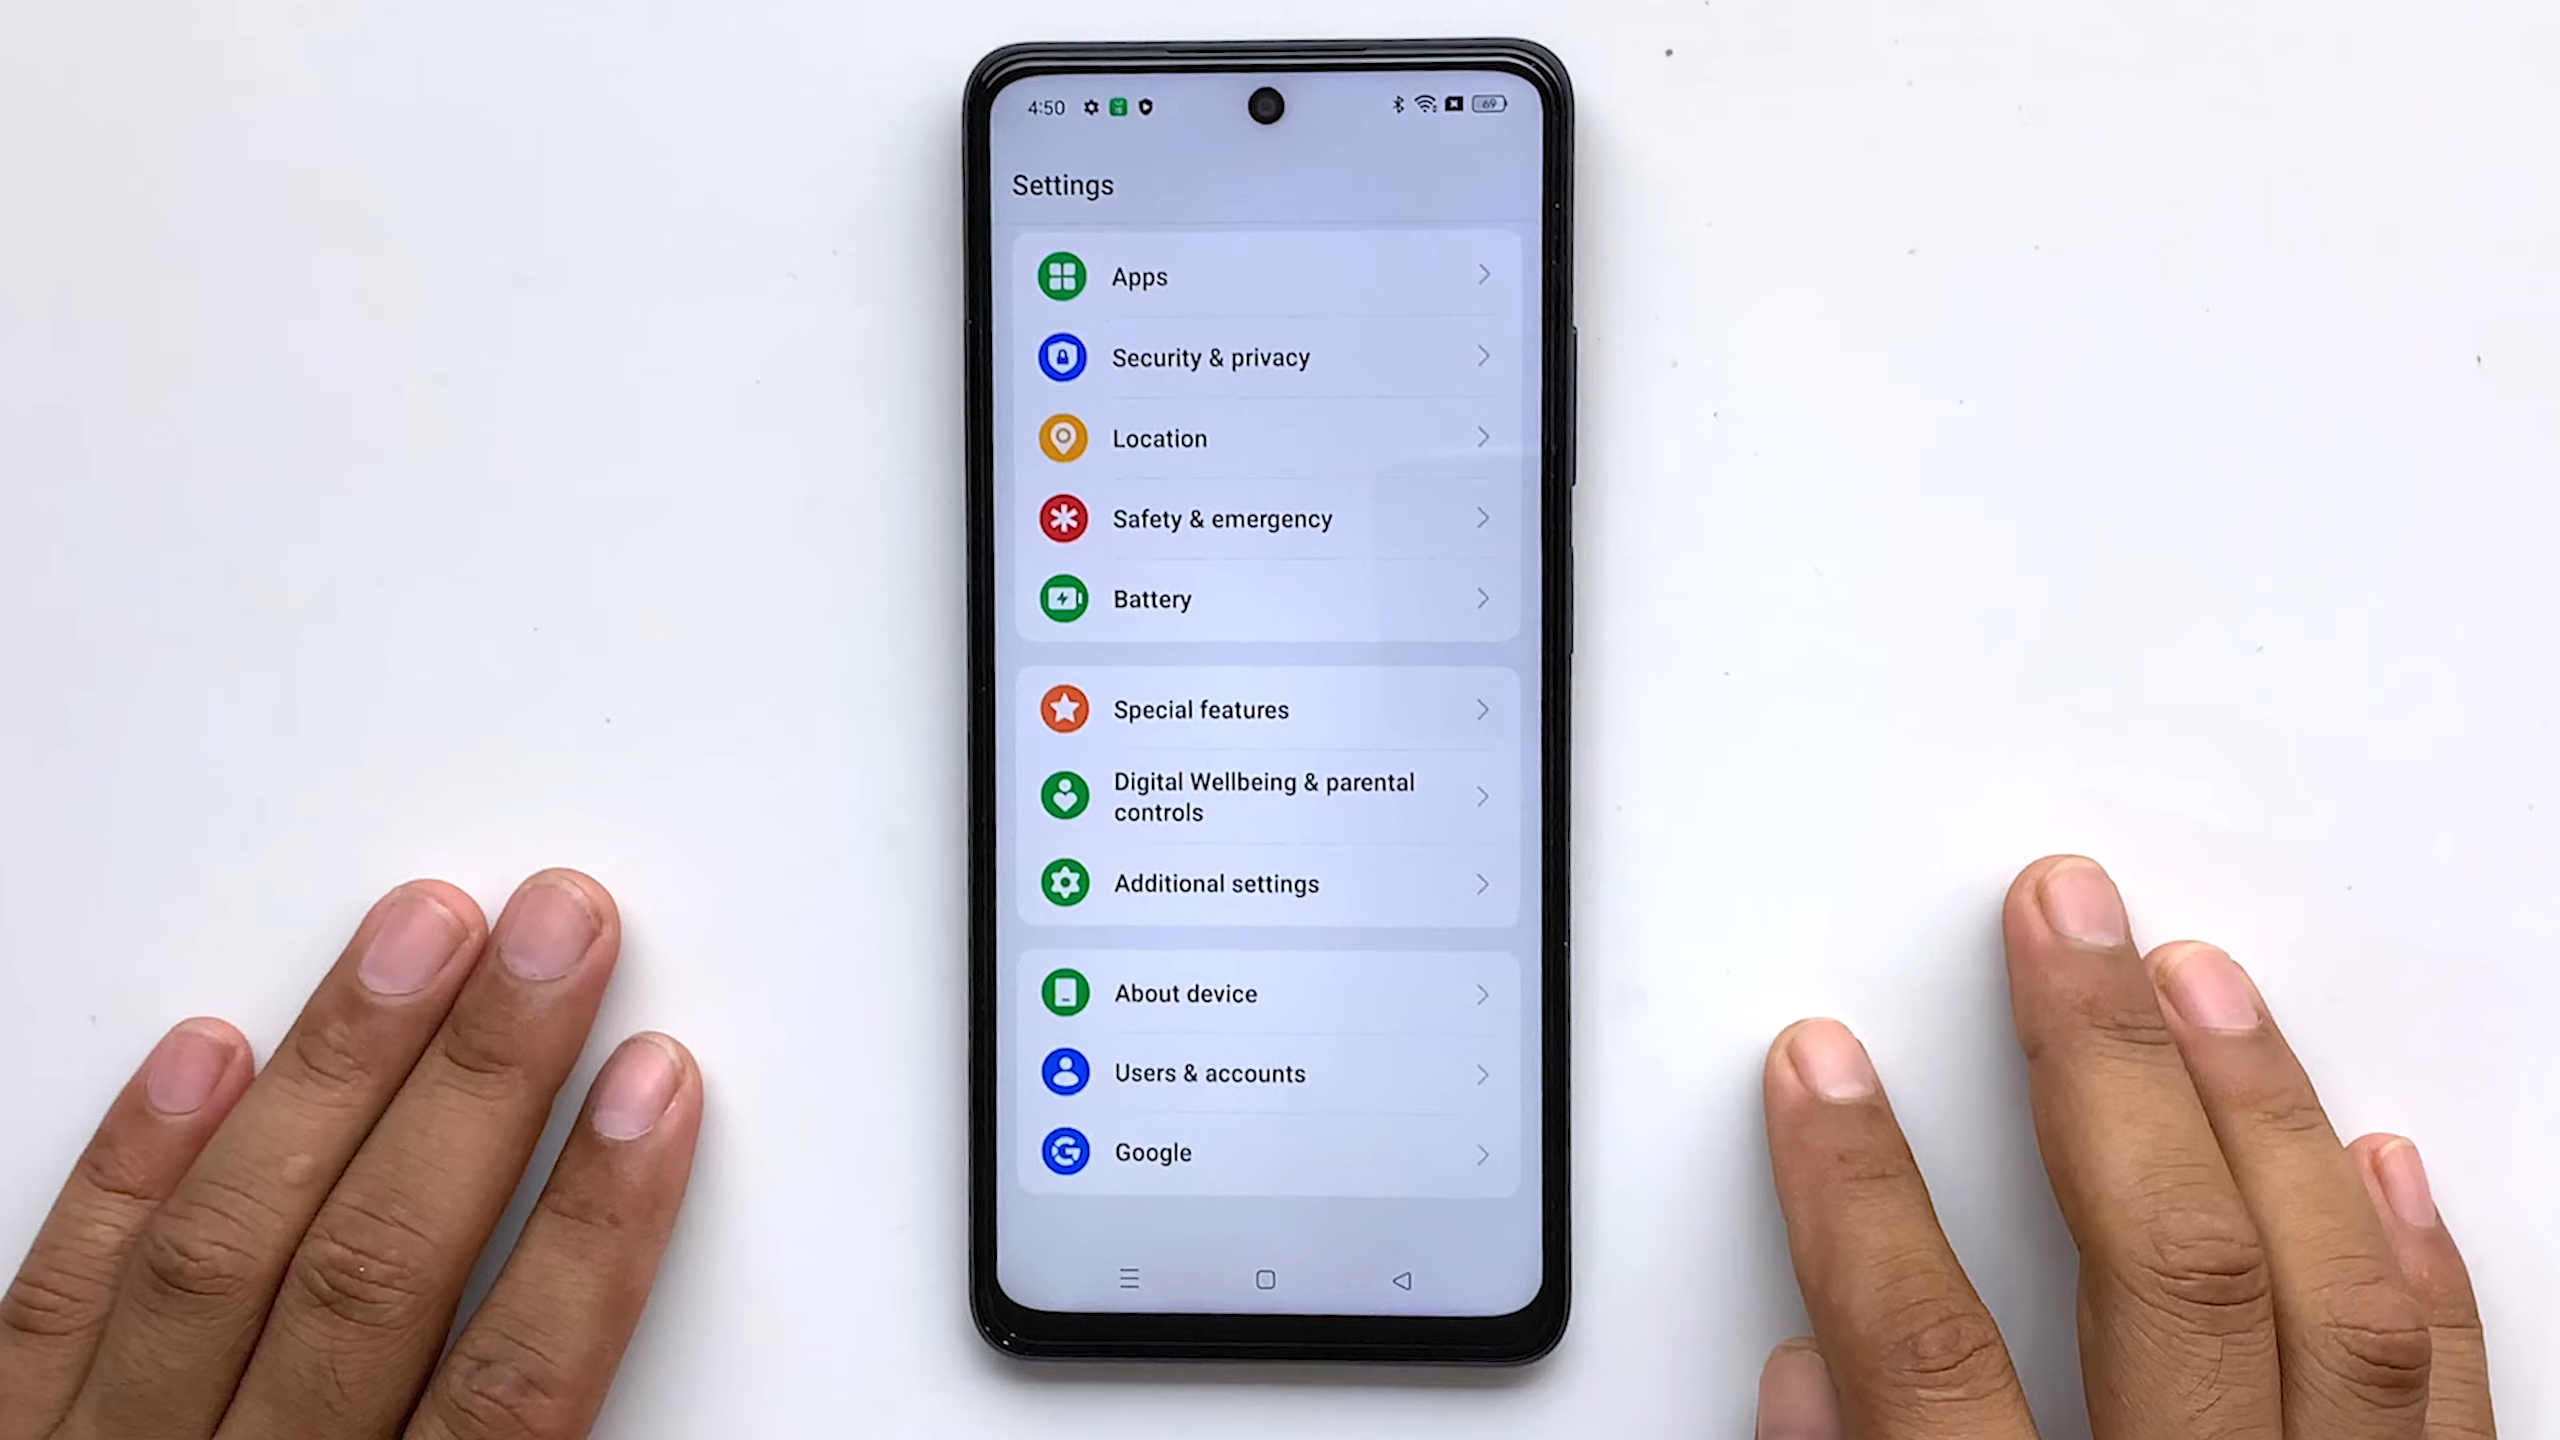 4:50
69
Settings
Apps
Security & privacy
Location
Safety & emergency
Battery
Special features
Digital Wellbeing & parental
controls
Additional settings
About device
Users & accounts
Google